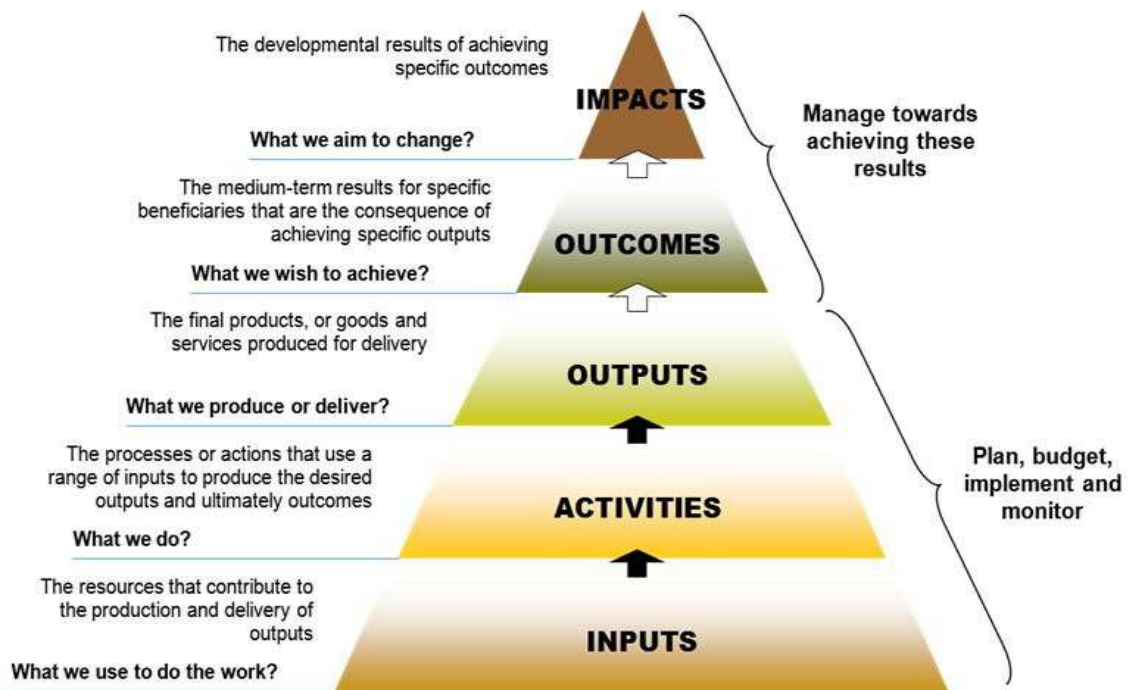 The developmental results of achieving
specific outcomes
IMPACTS
What we aim to change?
Manage towards
achieving these
results
The medium-term results for specific
beneficiaries that are the consequence of
achieving specific outputs
OUTCOMES
What we wish to achieve?
The final products, or goods and
services produced for delivery
OUTPUTS
What we produce or deliver?
The processes or actions that use a
range of inputs to produce the desired
outputs and ultimately outcomes
ACTIVITIES
What we do?
Plan, budget,
implement and
monitor
The resources that contribute to
the production and delivery of
outputs
INPUTS
What we use to do the work?